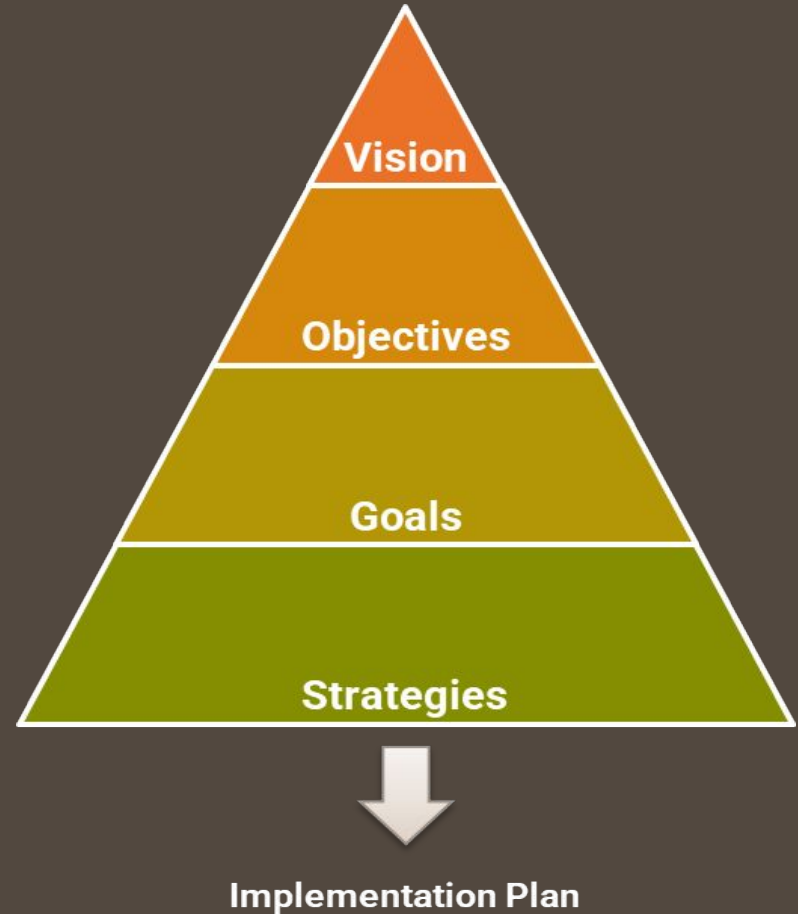 Vision
Objectives
Goals
Strategies
Implementation Plan